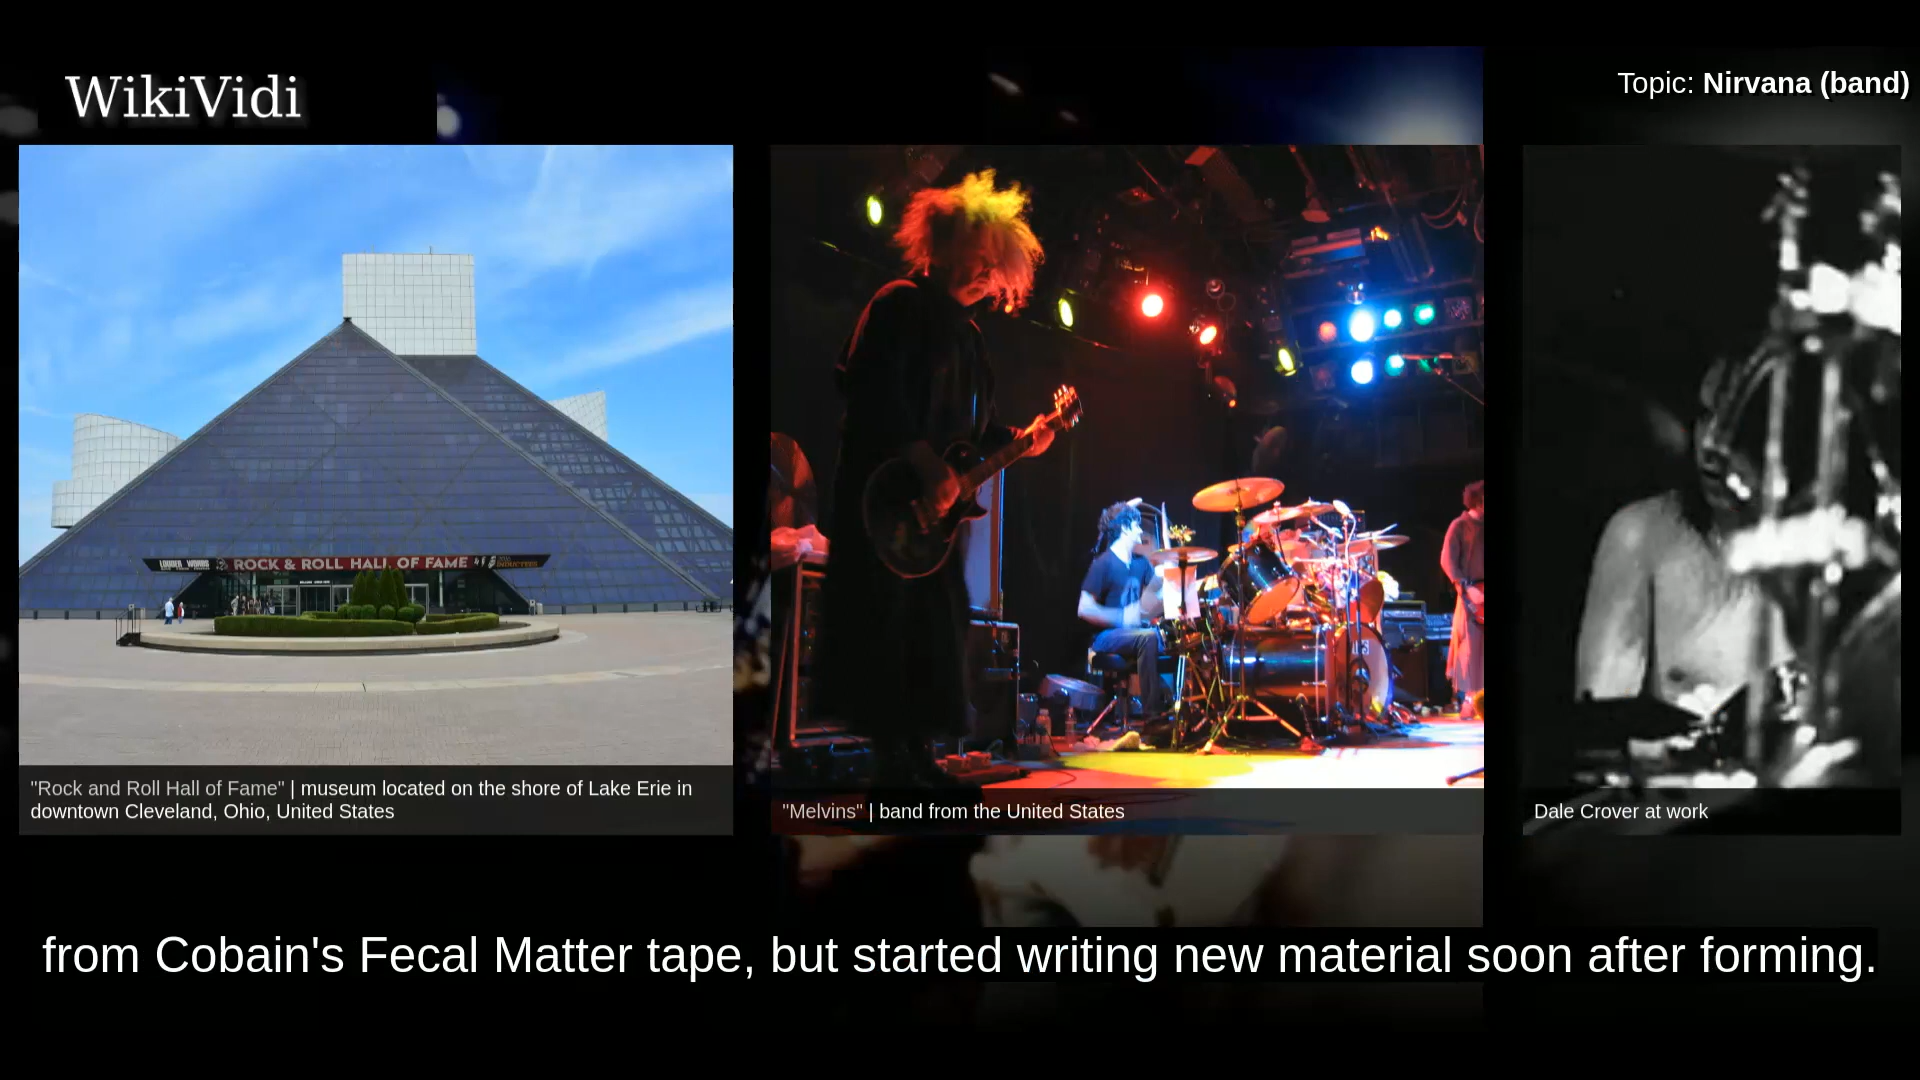 WikiVidi
Topic: Nirvana (band)
ROCK & ROLL HALL OF FAME
"Rock and Roll Hall of Fame" | museum located on the shore of Lake Erie in
downtown Cleveland, Ohio, United States
"Melvins" | band from the United States
Dale Crover at work
from Cobain's Fecal Matter tape, but started writing new material soon after forming.